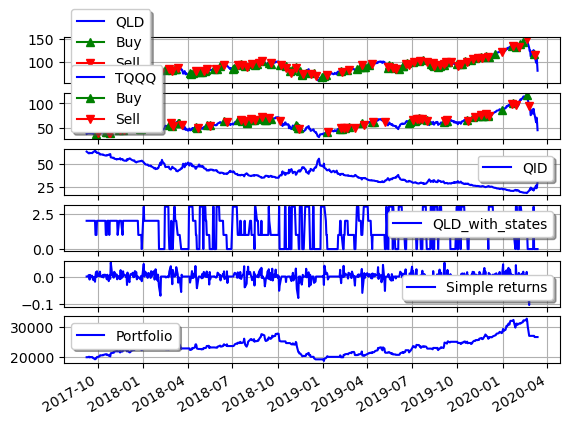 QLD
Buy
Sell
150
100
TQQQ
Buy
Sell
100
50
50
25
QID
2.5
0.0
QLD_with_states
0.0
−0.1
Simple returns
30000
20000
Portfolio
2017-10
2018-01
2018-04
2018-07
2018-10
2019-01
2019-04
2019-07
2019-10
2020-01
2020-04